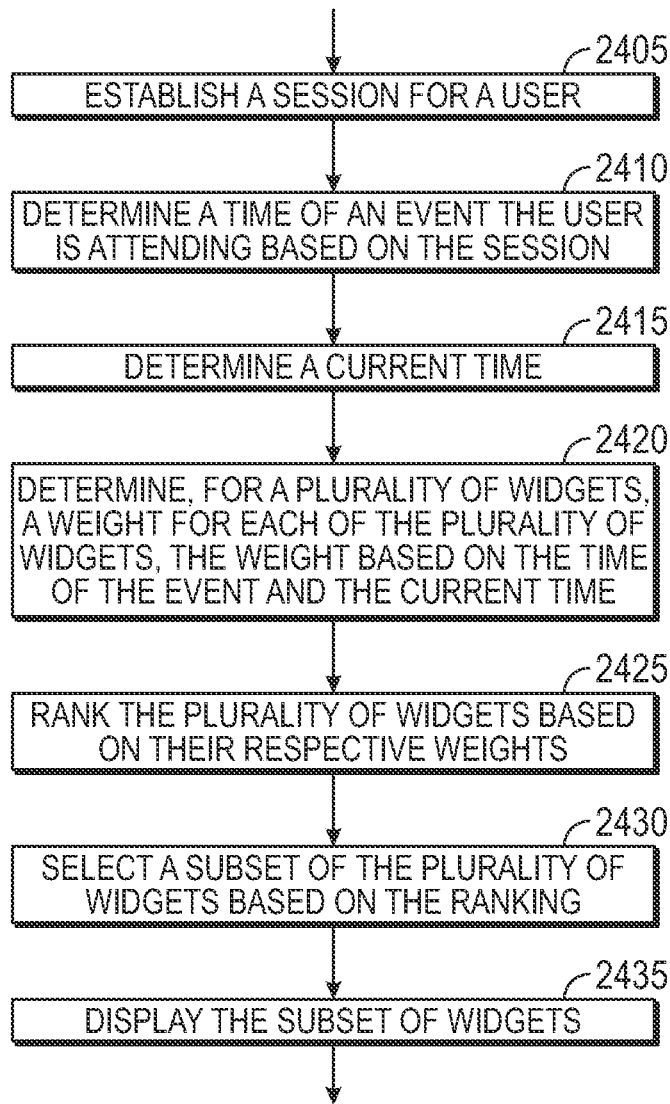 2405
ESTABLISH A SESSION FOR A USER
2410
DETERMINE A TIME OF AN EVENT THE USER
IS ATTENDING BASED ON THE SESSION
2415
DETERMINE A CURRENT TIME
2420
DETERMINE, FOR A PLURALITY OF WIDGETS,
A WEIGHT FOR EACH OF THE PLURALITY OF
WIDGETS, THE WEIGHT BASED ON THE TIME
OF THE EVENT AND THE CURRENT TIME
2425
RANK THE PLURALITY OF WIDGETS BASED
ON THEIR RESPECTIVE WEIGHTS
2430
SELECT A SUBSET OF THE PLURALITY OF
WIDGETS BASED ON THE RANKING
2435
DISPLAY THE SUBSET OF WIDGETS